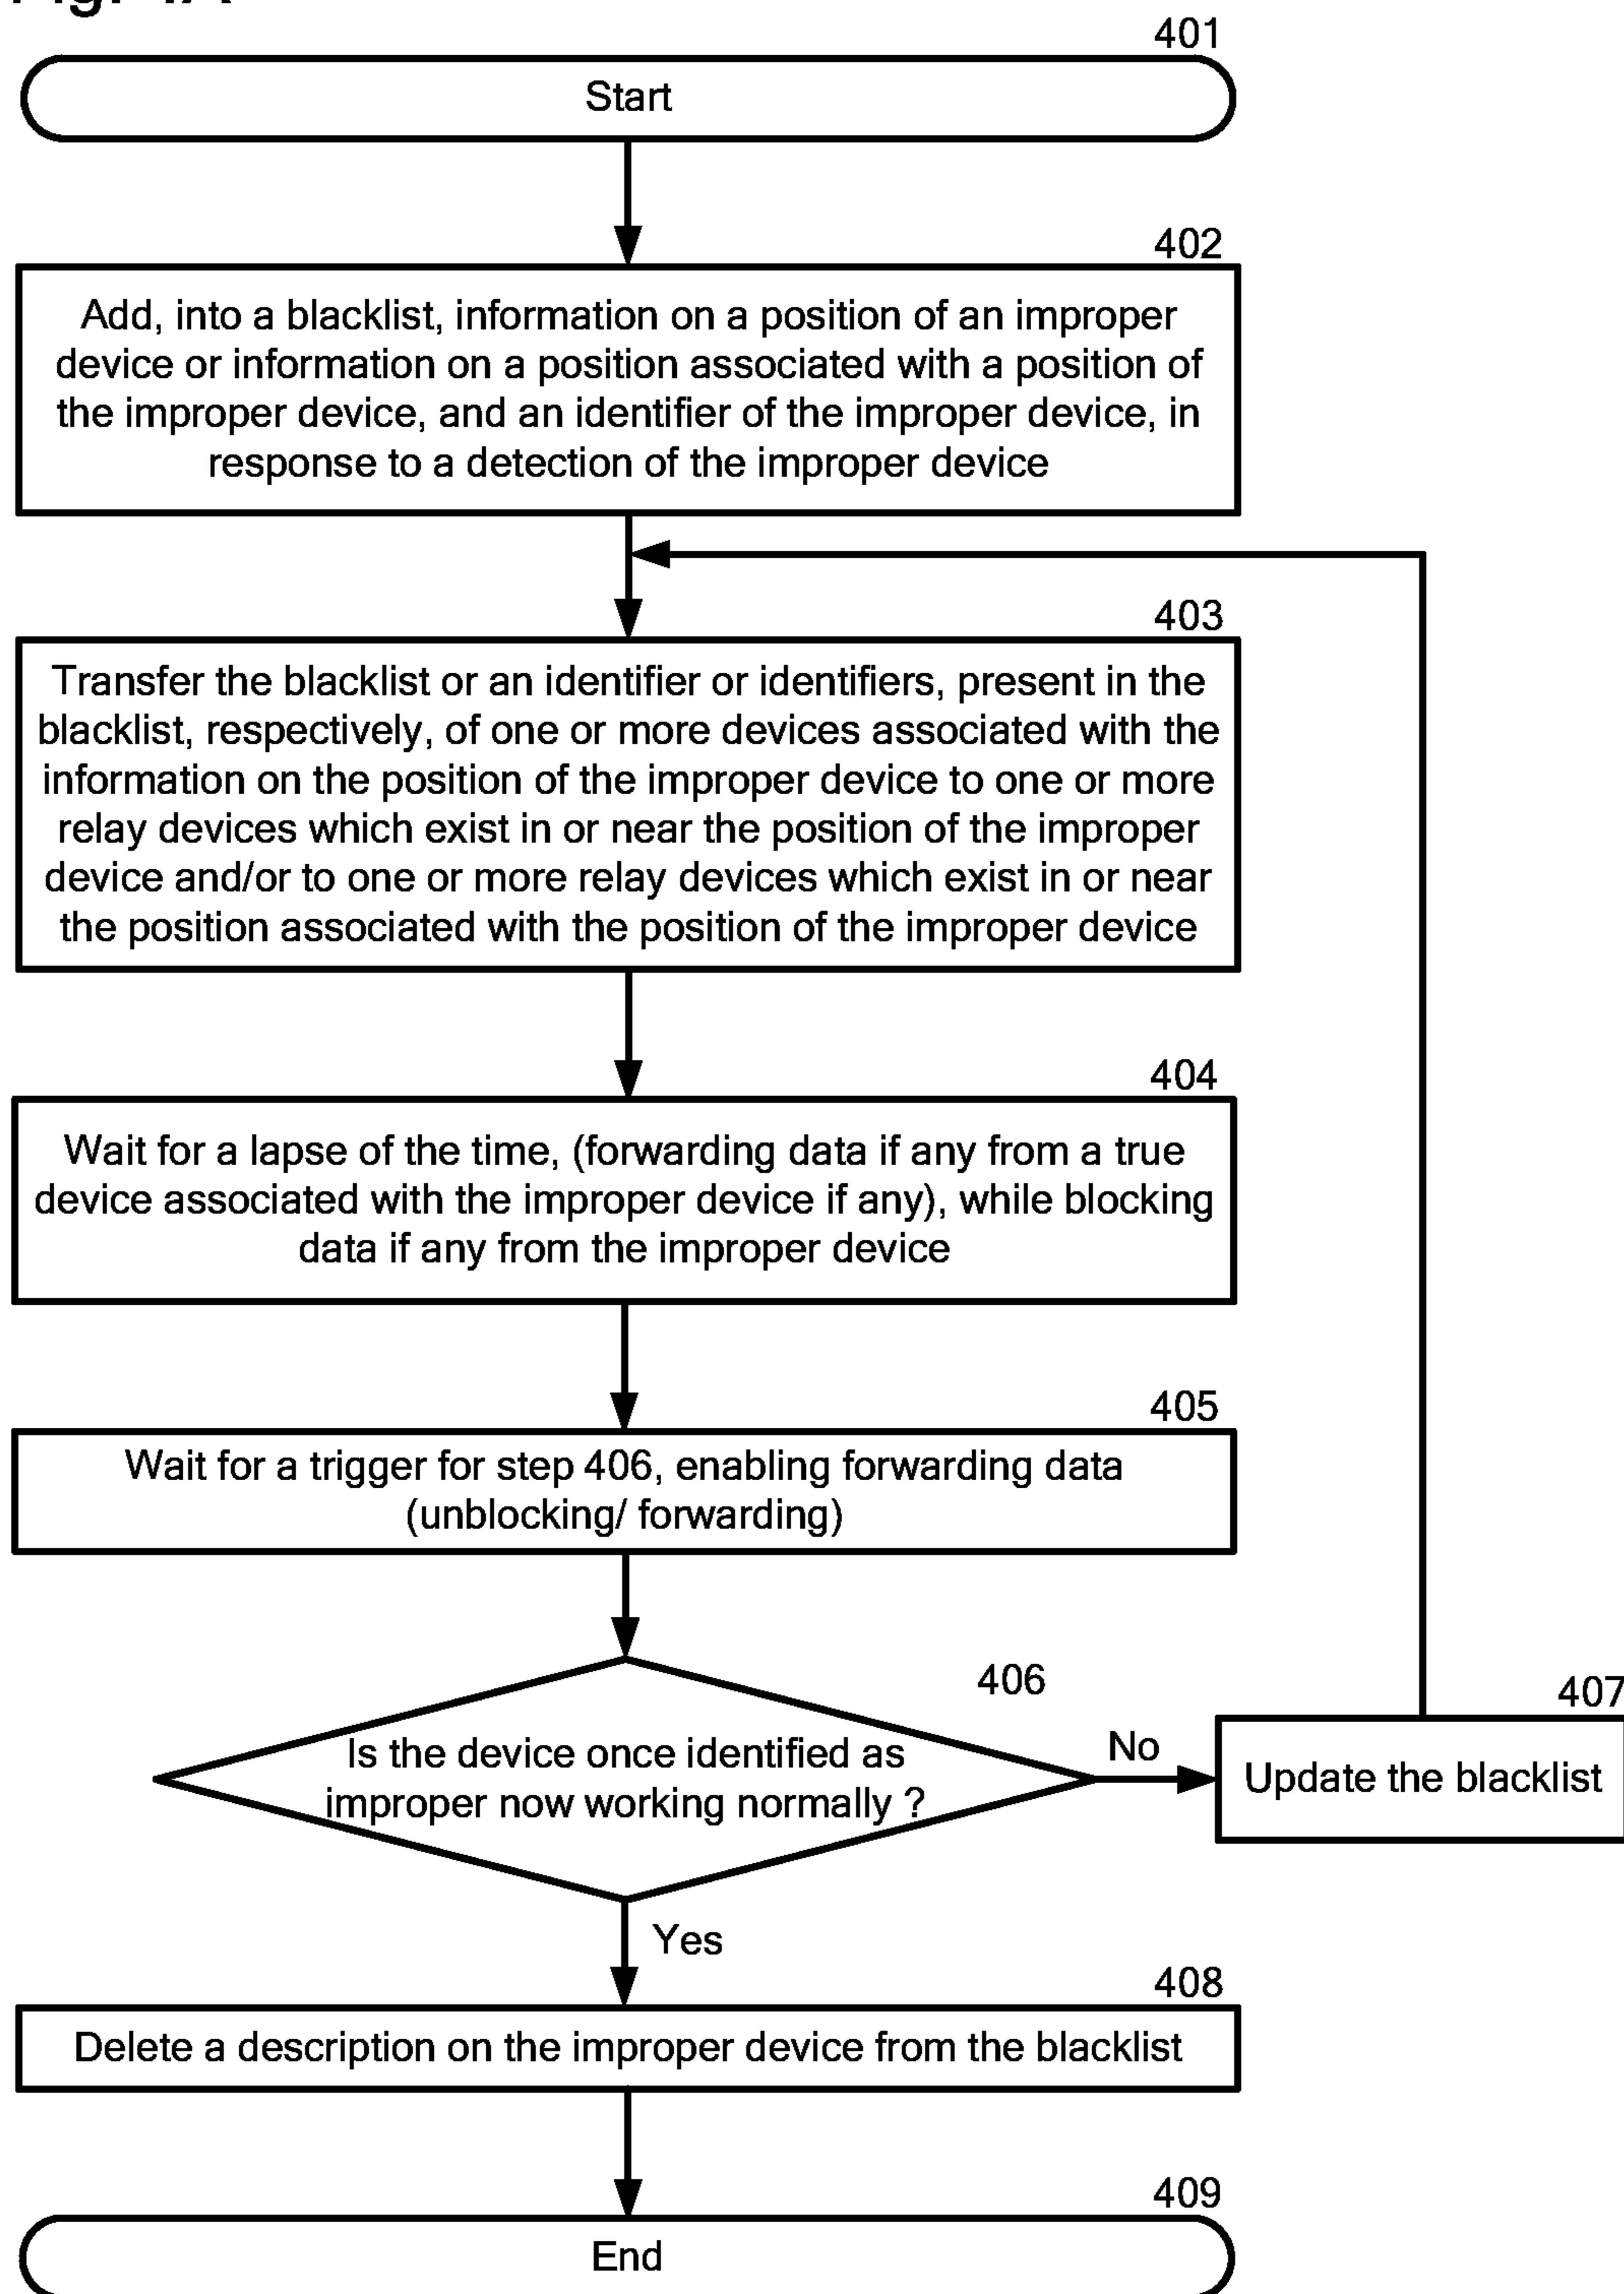 401
Start
402
Add, into a blacklist, information on a position of an improper
device or information on a position associated with a position of
the improper device, and an identifier of the improper device, in
response to a detection of the improper device
403
Transfer the blacklist or an identifier or identifiers, present in the
blacklist, respectively, of one or more devices associated with the
information on the position of the improper device to one or more
relay devices which exist in or near the position of the improper
device and/or to one or more relay devices which exist in or near
the position associated with the position of the improper device
404
Wait for a lapse of the time, (forwarding data if any from a true
device associated with the improper device if any), while blocking
data if any from the improper device
405
Wait for a trigger for step 406, enabling forwarding data
(unblocking/ forwarding)
406
Is the device once identified as
improper now working normally ?
No
407
Update the blacklist
Yes
408
Delete a description on the improper device from the blacklist
409
End